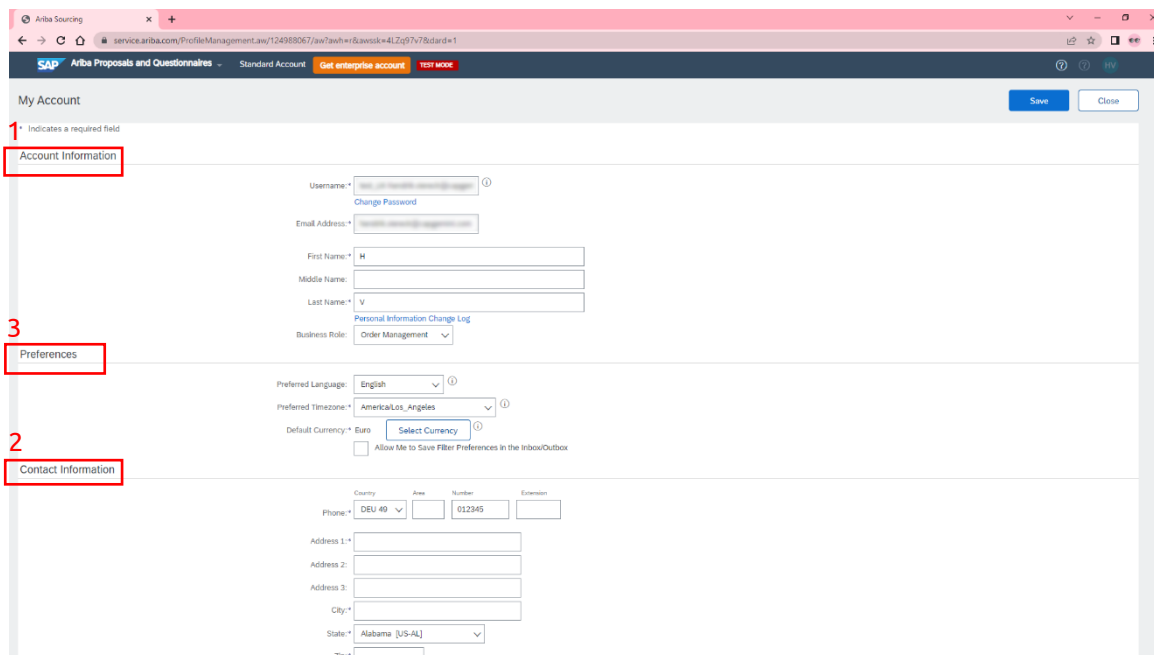 Ariba Sourcing
service.ariba.com/ProfileManagement.aw/124988067/aw?awh=r&awssk=4LZq97v7&dard=1
SAP Ariba Proposals and Questionnaires Standard Account Get enterprise account TEST MODE HV
My Account Save Close
* Indicates a required field
1
Account Information
Username:*
Change Password
Email Address:*
First Name:* H
Middle Name:
Last Name:* V
Personal Information Change Log
Business Role: Order Management
3
Preferences
Preferred Language: English
Preferred Timezone:* America/Los_Angeles
Default Currency:* Euro Select Currency
Allow Me to Save Filter Preferences in the Inbox/Outbox
2
Contact Information
Country Area Number Extension
Phone:* DEU 49 012345
Address 1:*
Address 2:
Address 3:
City:*
State:* Alabama [US-AL]